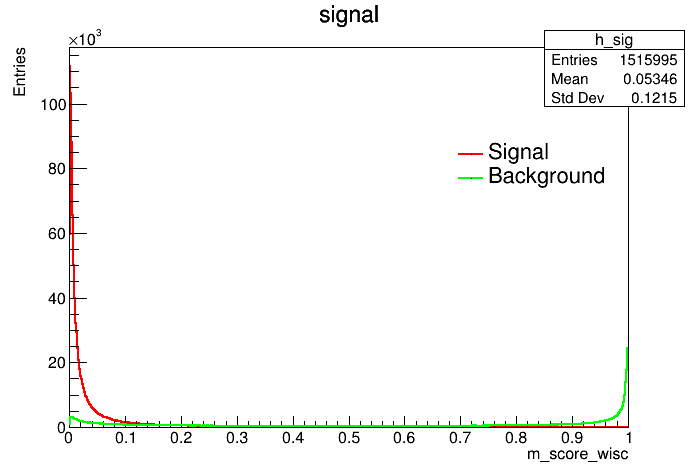 signal
×10³
h_sig
Entries 1515995
Mean 0.05346
Std Dev 0.1215
Entries
100
80
60
40
20
0
Signal
Background
0 0.1 0.2 0.3 0.4 0.5 0.6 0.7 0.8 0.9 1
m_score_wisc